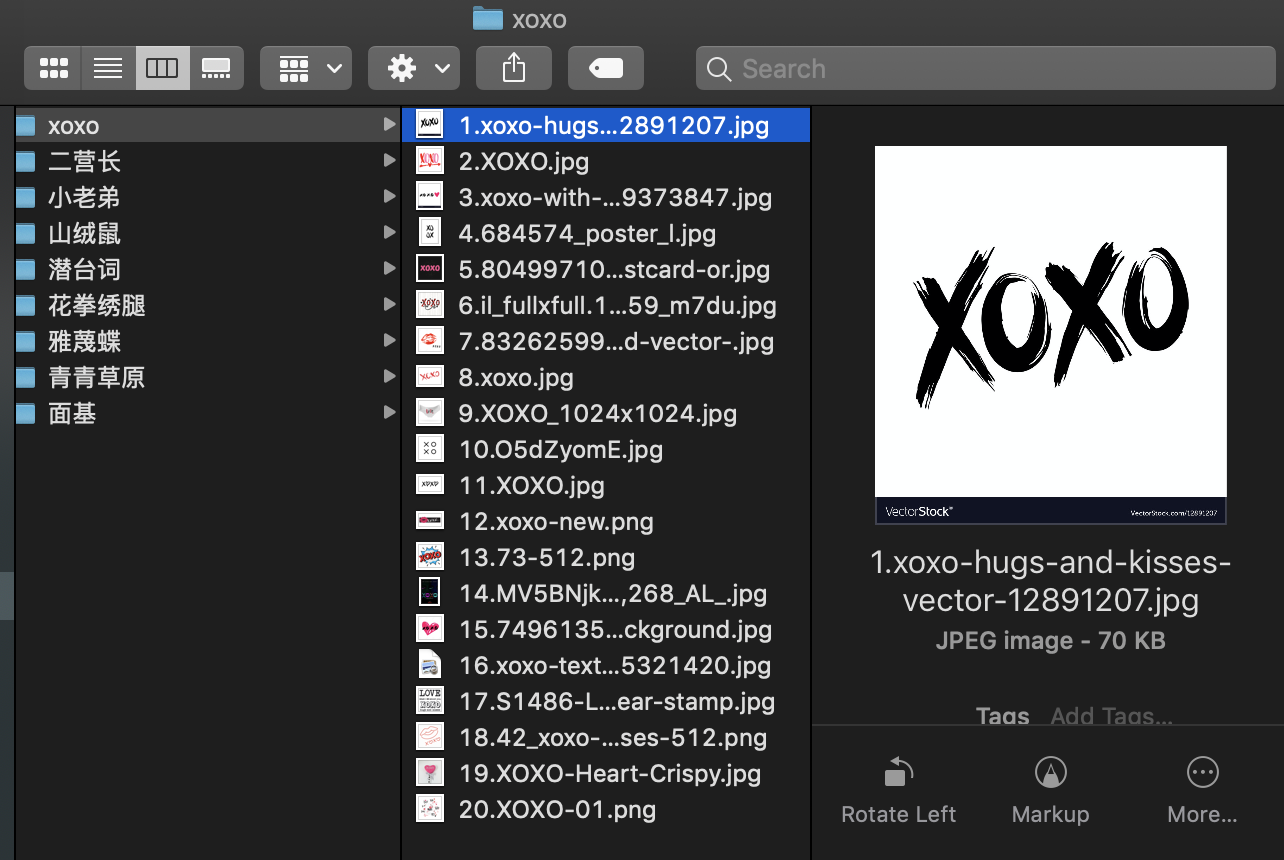 xoxo
Search
xoxo
二营长
小老弟
山绒鼠
潜台词
花拳绣腿
雅蔑蝶
青青草原
面基
1.xoxo-hugs...2891207.jpg
2.XOXO.jpg
3.xoxo-with-...9373847.jpg
4.684574_poster_l.jpg
5.80499710...stcard-or.jpg
6.il_fullxfull.1...59_m7du.jpg
7.83262599...d-vector-.jpg
8.xoxo.jpg
9.XOXO_1024x1024.jpg
10.O5dZyomE.jpg
11.XOXO.jpg
12.xoxo-new.png
13.73-512.png
14.MV5BNjk...,268_AL_.jpg
15.7496135...ckground.jpg
16.xoxo-text...5321420.jpg
17.S1486-L...ear-stamp.jpg
18.42_xoxo-...ses-512.png
19.XOXO-Heart-Crispy.jpg
20.XOXO-01.png
XOXO
VectorStock®
VectorStock.com/12891207
1.xoxo-hugs-and-kisses-
vector-12891207.jpg
JPEG image - 70 KB
Tags Add Tags...
Rotate Left
Markup
More...